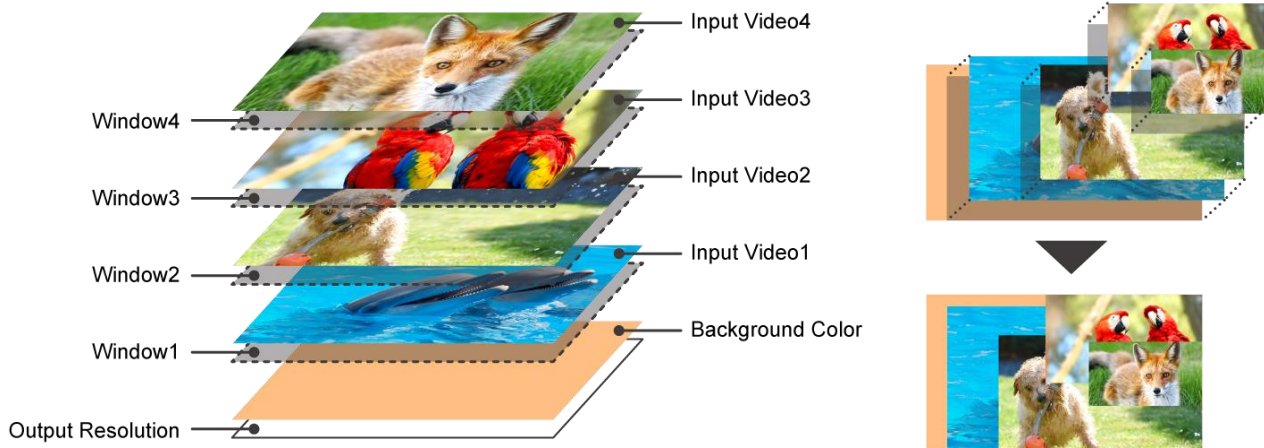 Input Video4
Window4
Input Video3
Window3
Input Video2
Window2
Input Video1
Window1
Background Color
Output Resolution